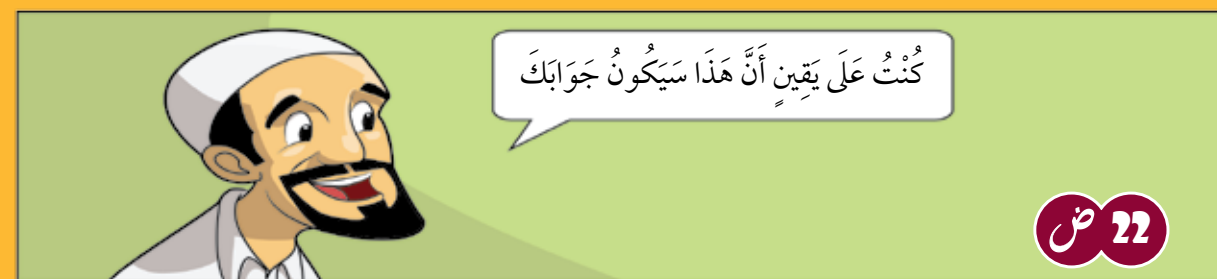 كُنْتُ عَلَى يَقِينٍ أَنَّ هَذَا سَيَكُونُ جَوَابَكَ
22 ض